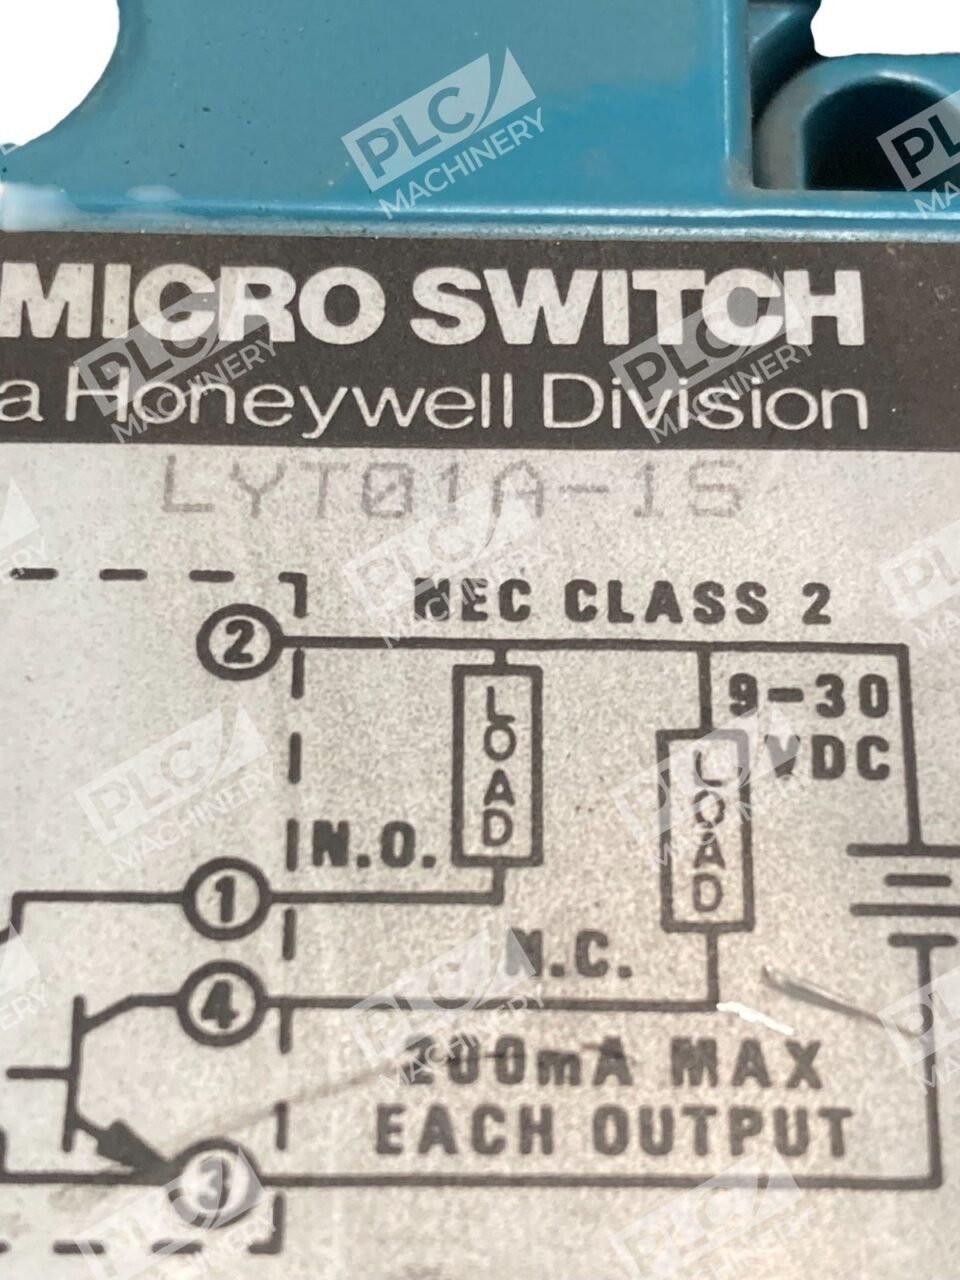 MICRO SWITCH
a Honeywell Division
LYT01A-1S
NEC CLASS 2
2
LOAD
9-30
VDC
LOAD
N.O.
1
N.C.
4
200mA MAX
EACH OUTPUT
3
PLC MACHINERY